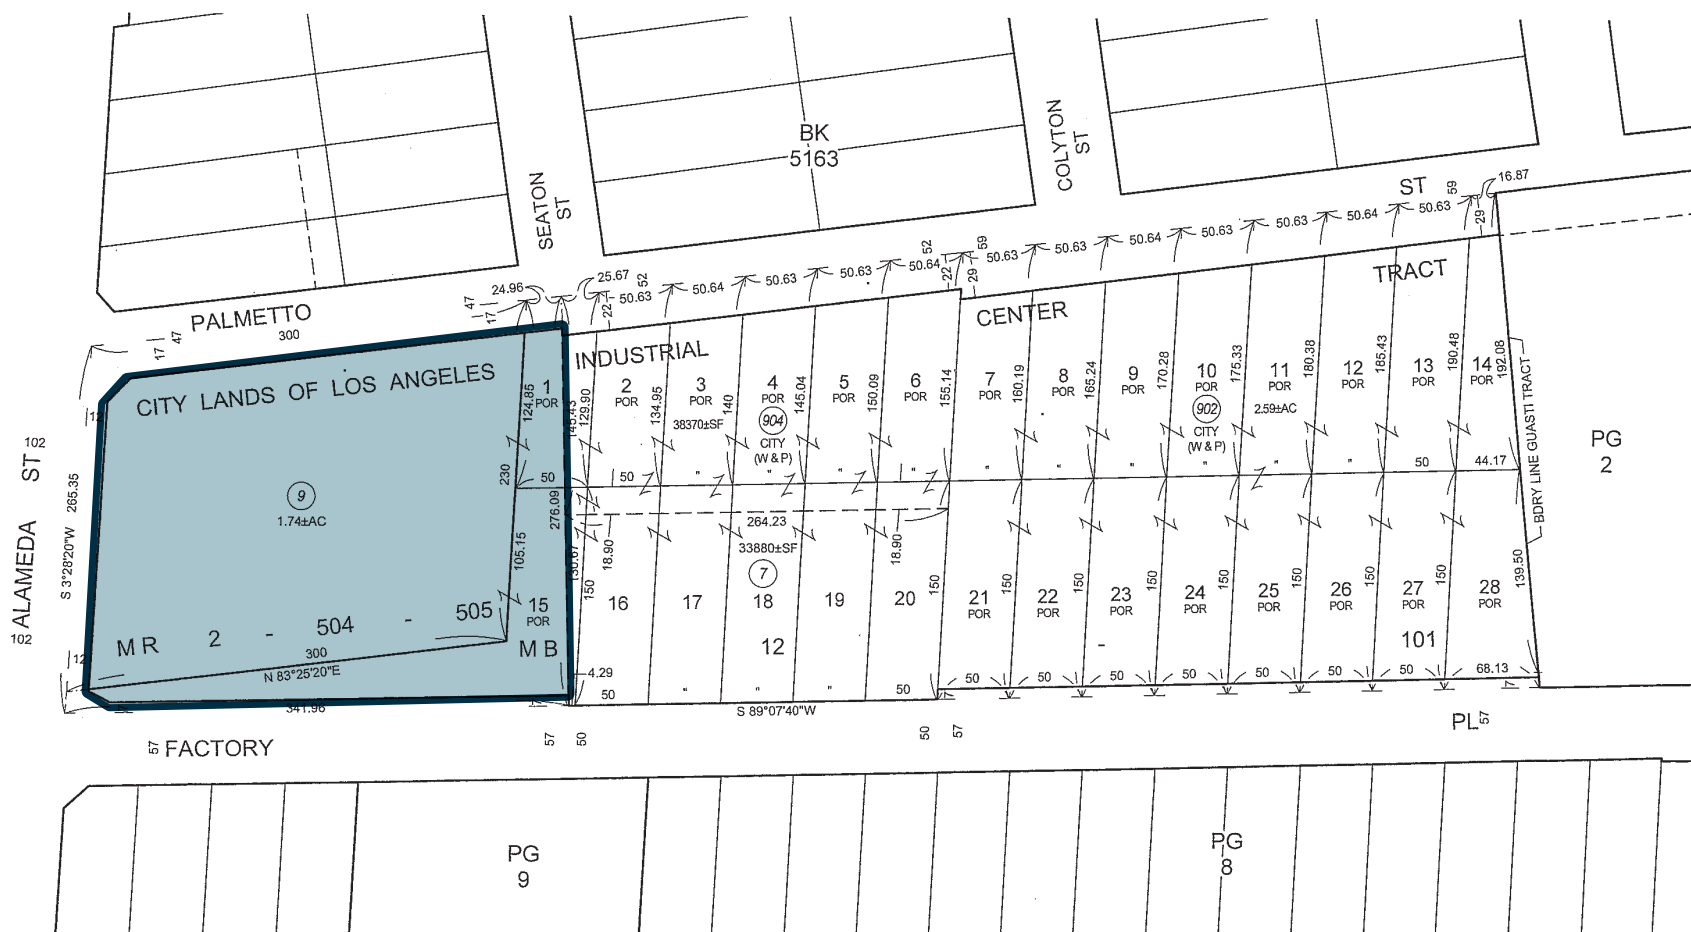 BK
5163
COLYTON
ST
SEATON
ST
ST
59
16.87
29
50.63
50.64
50.63
50.64
50.63
50.63
50.63
59
52
29
22
50.64
50.63
50.63
50.64
50.63
52
25.67
24.96
22
47
17
PALMETTO
300
47
17
TRACT
CENTER
INDUSTRIAL
CITY LANDS OF LOS ANGELES
12
102
ST
265.35
S 3°28'20"W
ALAMEDA
102
12
9
1.74±AC
1
POR
124.85
145.43
129.90
2
POR
134.95
3
POR
38370±SF
140
4
POR
904
CITY
(W & P)
145.04
5
POR
150.09
6
POR
155.14
7
POR
160.19
8
POR
165.24
9
POR
170.28
10
POR
902
CITY
(W & P)
175.33
11
POR
2.59±AC
180.38
12
POR
185.43
13
POR
190.48
14
POR
192.08
BDRY LINE GUASTI TRACT
PG
2
230
50
50
"
"
"
"
"
"
"
"
"
50
44.17
276.09
264.23
18.90
18.90
33880±SF
7
105.15
130.67
150
150
150
150
150
150
150
150
150
139.50
15
POR
16
17
18
19
20
21
POR
22
POR
23
POR
24
POR
25
POR
26
POR
27
POR
28
POR
M R 2 - 504 - 505
M B
12
-
101
300
N 83°25'20"E
4.29
50
"
"
"
50
50
50
50
50
50
50
50
68.13
341.96
S 89°07'40"W
57
FACTORY
57
50
50
57
PL
57
PG
9
PG
8